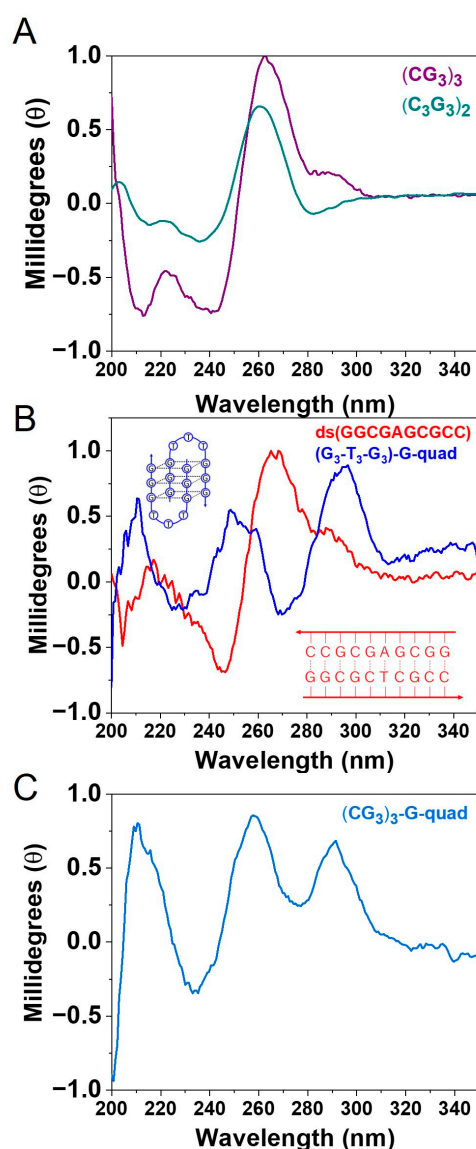 A
(CG₃)₃
(C₃G₃)₂
Millidegrees (θ)
1.0
0.5
0.0
−0.5
−1.0
200 220 240 260 280 300 320 340
Wavelength (nm)
B
ds(GGCGAGCGCC)
(G₃-T₃-G₃)-G-quad
Millidegrees (θ)
1.0
0.5
0.0
−0.5
−1.0
T
T T
G G G G
G G G G
G G G G
T T
T
C C G C G A G C G G
G G C G C T C G C C
200 220 240 260 280 300 320 340
Wavelength (nm)
C
(CG₃)₃-G-quad
Millidegrees (θ)
1.0
0.5
0.0
−0.5
−1.0
200 220 240 260 280 300 320 340
Wavelength (nm)